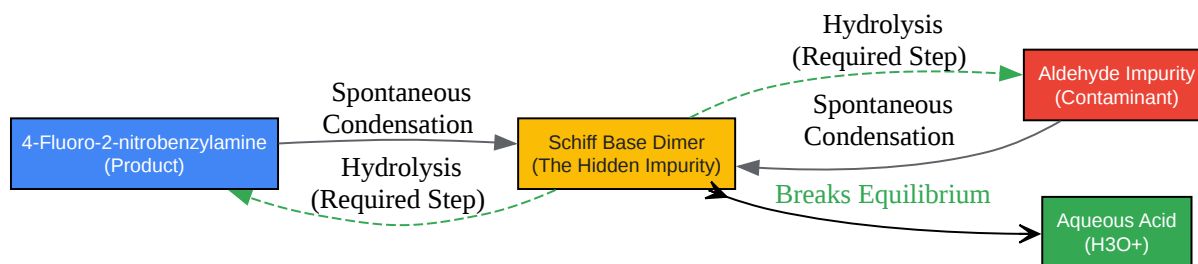 Hydrolysis
(Required Step)
Aldehyde Impurity
(Contaminant)
Spontaneous
Condensation
Spontaneous
Condensation
4-Fluoro-2-nitrobenzylamine
(Product)
Schiff Base Dimer
(The Hidden Impurity)
Hydrolysis
(Required Step)
Breaks Equilibrium
Aqueous Acid
(H3O+)